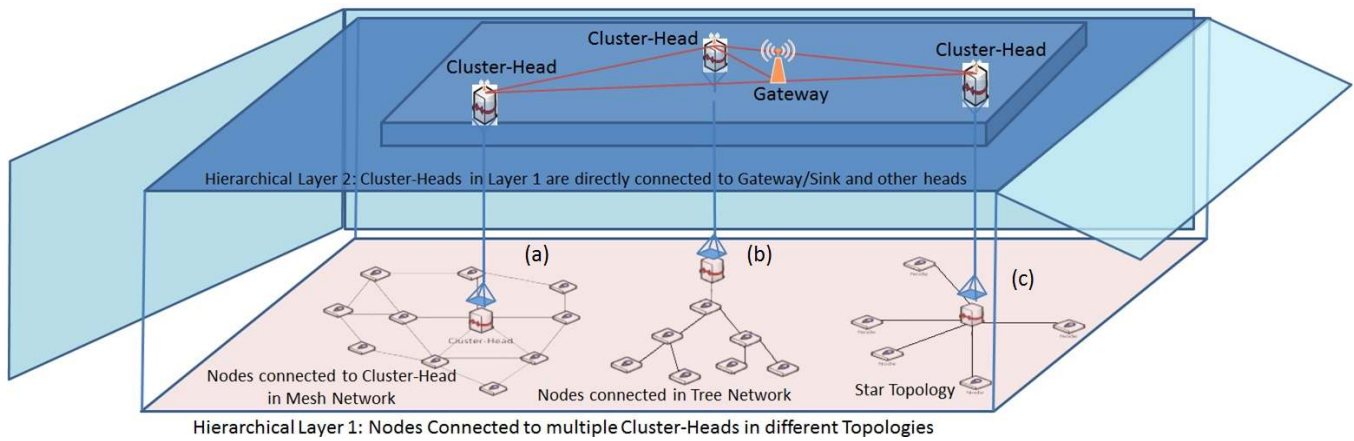 Cluster-Head
Cluster-Head
Cluster-Head
Gateway
Hierarchical Layer 2: Cluster-Heads in Layer 1 are directly connected to Gateway/Sink and other heads
(a)
(b)
(c)
Cluster-Head
Nodes connected to Cluster-Head
in Mesh Network
Nodes connected in Tree Network
Star Topology
Hierarchical Layer 1: Nodes Connected to multiple Cluster-Heads in different Topologies